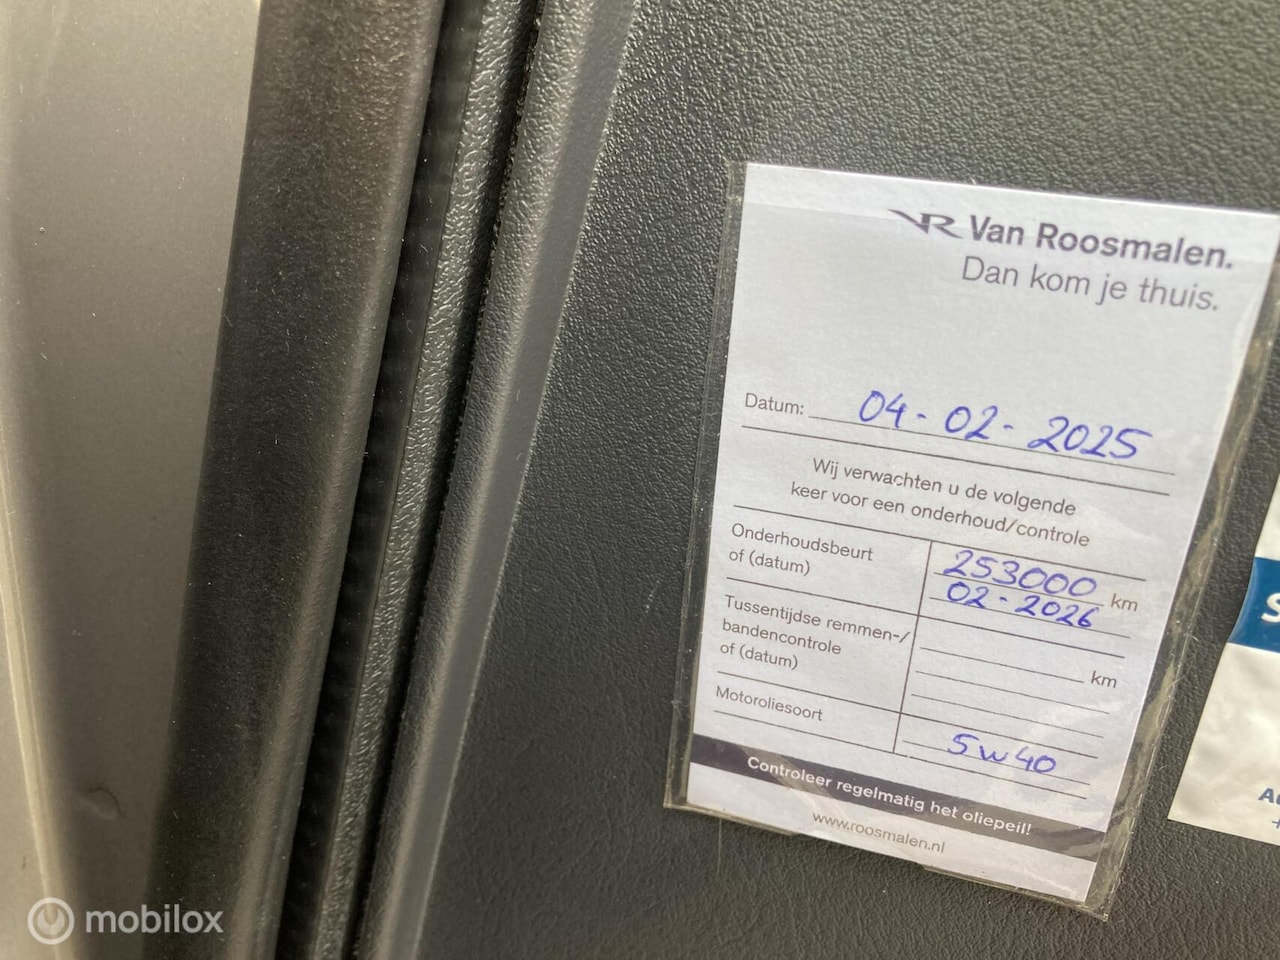 VR Van Roosmalen.
Dan kom je thuis.
Datum: 04-02-2025
Wij verwachten u de volgende
keer voor een onderhoud/controle
Onderhoudsbeurt
of (datum)
253000 km
02-2026
Tussentijdse remmen-/
bandencontrole
of (datum)
km
Motoroliesoort
5w40
Controleer regelmatig het oliepeil!
www.roosmalen.nl
mobilox